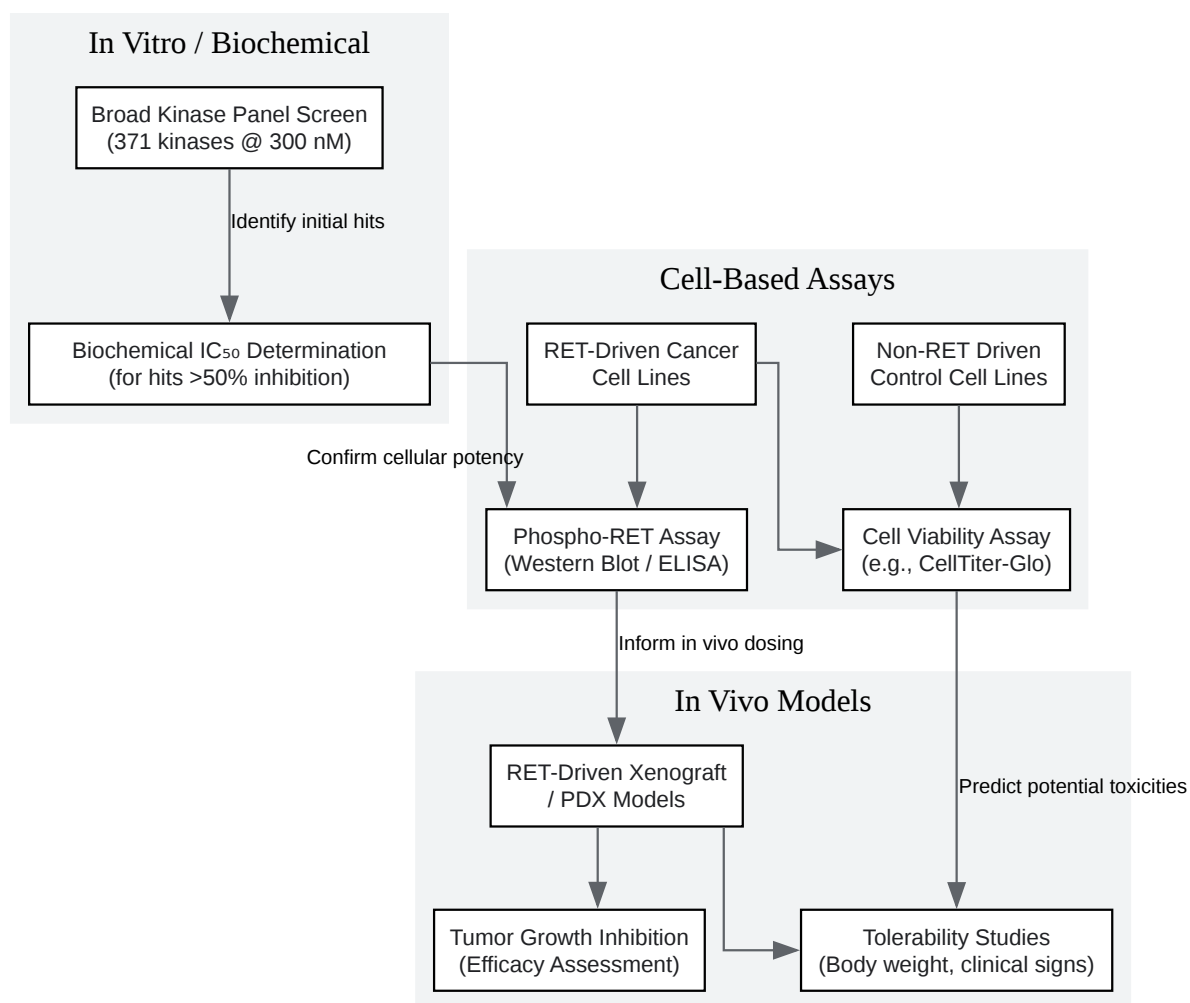 In Vitro / Biochemical
Broad Kinase Panel Screen
(371 kinases @ 300 nM)
Identify initial hits
Biochemical IC₅₀ Determination
(for hits >50% inhibition)
Cell-Based Assays
RET-Driven Cancer
Cell Lines
Non-RET Driven
Control Cell Lines
Confirm cellular potency
Phospho-RET Assay
(Western Blot / ELISA)
Cell Viability Assay
(e.g., CellTiter-Glo)
Inform in vivo dosing
In Vivo Models
RET-Driven Xenograft
/ PDX Models
Predict potential toxicities
Tumor Growth Inhibition
(Efficacy Assessment)
Tolerability Studies
(Body weight, clinical signs)